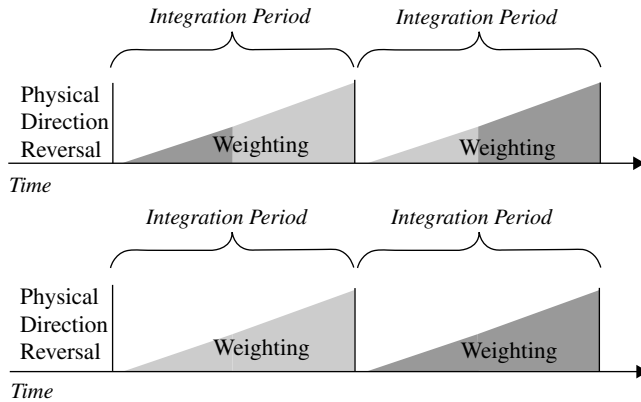 Integration Period Integration Period
Physical
Direction
Reversal
Weighting Weighting
Time
Integration Period Integration Period
Physical
Direction
Reversal
Weighting Weighting
Time